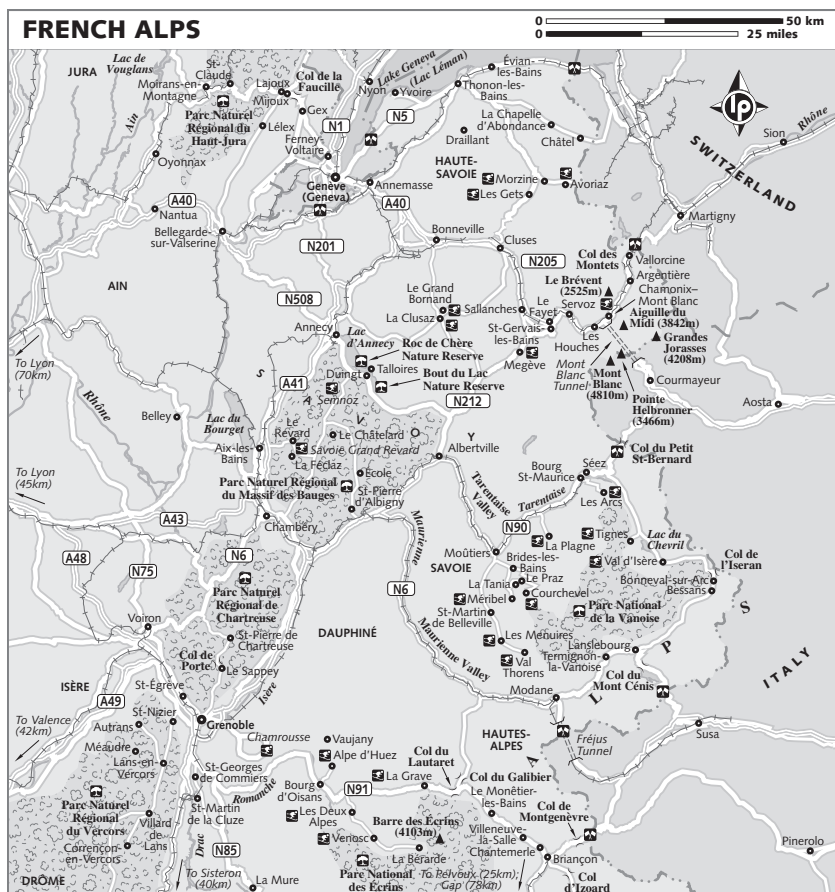 FRENCH ALPS
0 50 km
0 25 miles
JURA
Lac de
Vouglans
St-
Claude
Moirans-en-
Montagne
Lajoux
Mijoux
Col de la
Faucille
Gex
Parc Naturel
Régional du
Haut-Jura
Lélex
Ain
Oyonnax
Ferney-
Voltaire
N1
Nyon
Yvoire
Lake Geneva
(Lac Léman)
N5
Évian-
les-Bains
Thonon-les-
Bains
La Chapelle
d'Abondance
Draillant
Châtel
HAUTE-
SAVOIE
Morzine
Avoriaz
Les Gets
lp
SWITZERLAND
Sion
Rhône
Martigny
Genève
(Geneva)
Annemasse
A40
A40
Nantua
Bellegarde-
sur-Valserine
N201
Bonneville
Cluses
N205
Col des
Montets
Vallorcine
Argentière
Le Brévent
(2525m)
Chamonix-
Mont Blanc
AIN
N508
Le Grand
Bornand
La Clusaz
Sallanches
Le
Fayet
Servoz
St-Gervais-
les-Bains
Les
Houches
Aiguille du
Midi (3842m)
Grandes
Jorasses
(4208m)
Annecy
Lac
d'Annecy
Roc de Chère
Nature Reserve
Duingt
Talloires
Bout du Lac
Nature Reserve
Semnoz
Megève
Mont
Blanc
Tunnel
Mont
Blanc
(4810m)
Courmayeur
Pointe
Helbronner
(3466m)
Aosta
To Lyon
(70km)
Rhône
A41
N212
Belley
Lac du
Bourget
Aix-les-
Bains
Le
Revard
Savoie Grand Revard
La Féclaz
Le Châtelard
École
Parc Naturel Régional
du Massif des Bauges
St-Pierre
d'Albigny
SAVOY
Albertville
Col du Petit
St-Bernard
Bourg
St-Maurice
Séez
Les Arcs
Tarentaise
Valley
Tarentaise
To Lyon
(45km)
A43
Chambéry
Maurienne
N90
La Plagne
Tignes
Lac du
Chevril
Val d'Isère
Col de
l'Iseran
Bonneval-sur-Arc
Bessans
A48
N75
N6
Moûtiers
SAVOIE
Brides-les-
Bains
La Tania
Le Praz
Courchevel
Méribel
St-Martin
de Belleville
Les Menuires
Val
Thorens
Parc National
de la Vanoise
Parc Naturel
Régional de
Chartreuse
Voiron
N6
DAUPHINÉ
St-Pierre de
Chartreuse
Col de
Porte
Le Sappey
Maurienne Valley
Lanslebourg
Termignon-
la-Vanoise
Col du
Mont Cénis
ALPS
ITALY
Modane
Fréjus
Tunnel
Susa
ISÈRE
A49
St-Égrève
Isère
To Valence
(42km)
St-Nizier
Autrans
Grenoble
Méaudre
Lans-en-
Vercors
Chamrousse
Vaujany
Alpe d'Huez
St-Georges
de Commiers
Romanche
Bourg
d'Oisans
La Grave
N91
Col du
Lautaret
HAUTES-
ALPES
Col du Galibier
Le Monêtier-
les-Bains
Parc Naturel
Régional
du Vercors
Villard
de Lans
Corrençon-
en-Vercors
St-Martin
de la Cluze
Les Deux
Alpes
Barre des Écrins
(4103m)
Venosc
La Bérarde
Villeneuve-
la-Salle
Chantemerle
Col de
Montgenèvre
Briançon
DRÔME
Drac
N85
To Sisteron
(40km)
La Mure
Parc National
des Écrins
To Pelvoux (25km);
Gap (78km)
Col
d'Izoard
Pinerolo